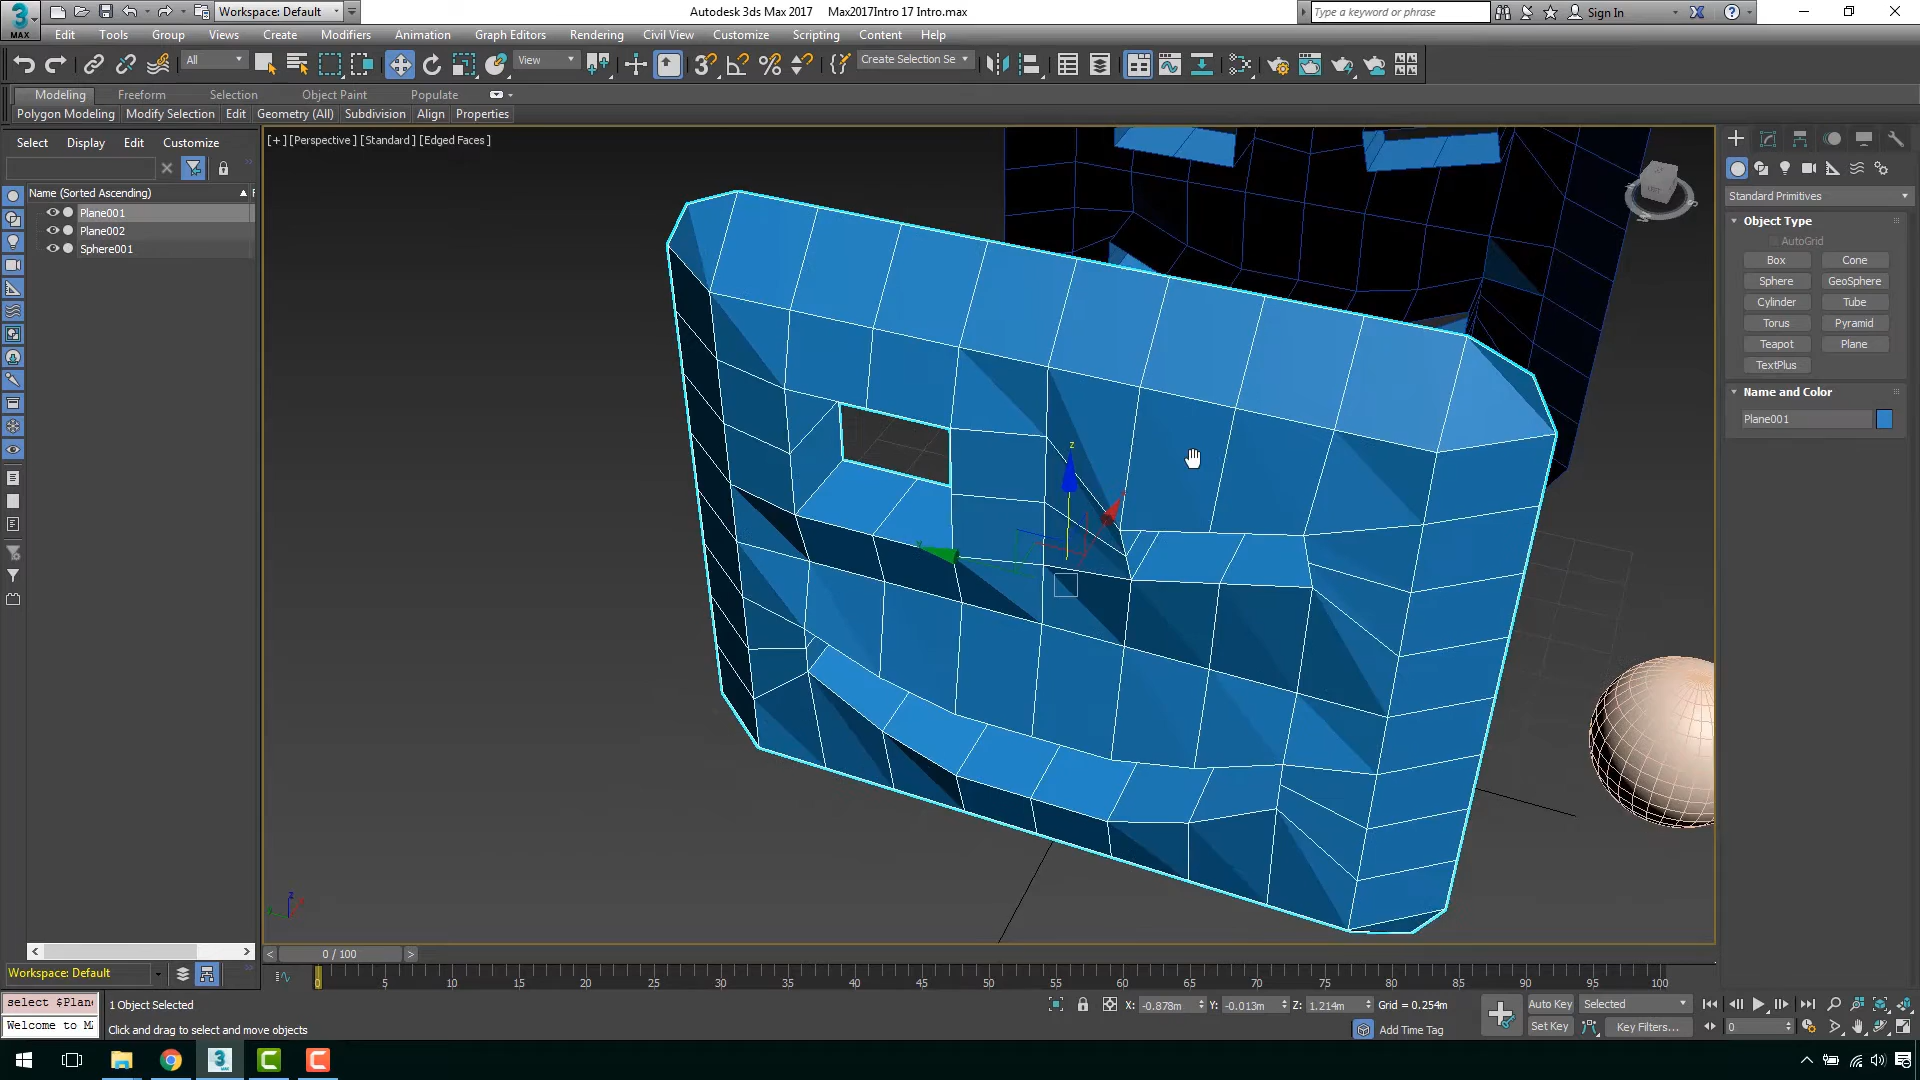 MAX
Workspace: Default
Autodesk 3ds Max 2017 Max2017Intro 17 Intro.max
Type a keyword or phrase
Sign In
Edit Tools Group Views Create Modifiers Animation Graph Editors Rendering Civil View Customize Scripting Content Help
All
View
Create Selection Se
Modeling Freeform Selection Object Paint Populate
Polygon Modeling Modify Selection Edit Geometry (All) Subdivision Align Properties
Select Display Edit Customize
[+] [Perspective ] [Standard ] [Edged Faces ]
Name (Sorted Ascending)
Plane001
Plane002
Sphere001
Standard Primitives
Object Type
AutoGrid
Box Cone
Sphere GeoSphere
Cylinder Tube
Torus Pyramid
Teapot Plane
TextPlus
Name and Color
Plane001
z
0 / 100
Workspace: Default
0 5 10 15 20 25 30 35 40 45 50 55 60 65 70 75 80 85 90 95 100
select $Plan
1 Object Selected
X: -0.878m Y: -0.013m Z: 1.214m Grid = 0.254m
Auto Key Selected
Welcome to M
Click and drag to select and move objects
Add Time Tag
Set Key Key Filters...
0
3
MAX